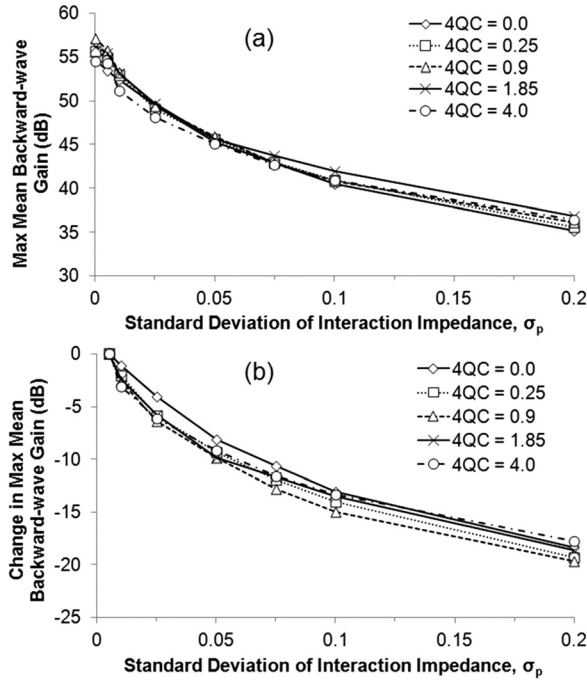 (a)
Max Mean Backward-wave
Gain (dB)
60
55
50
45
40
35
30
4QC = 0.0
4QC = 0.25
4QC = 0.9
4QC = 1.85
4QC = 4.0
0 0.05 0.1 0.15 0.2
Standard Deviation of Interaction Impedance, σp
(b)
Change in Max Mean
Backward-wave Gain (dB)
0
-5
-10
-15
-20
-25
4QC = 0.0
4QC = 0.25
4QC = 0.9
4QC = 1.85
4QC = 4.0
0 0.05 0.1 0.15 0.2
Standard Deviation of Interaction Impedance, σp